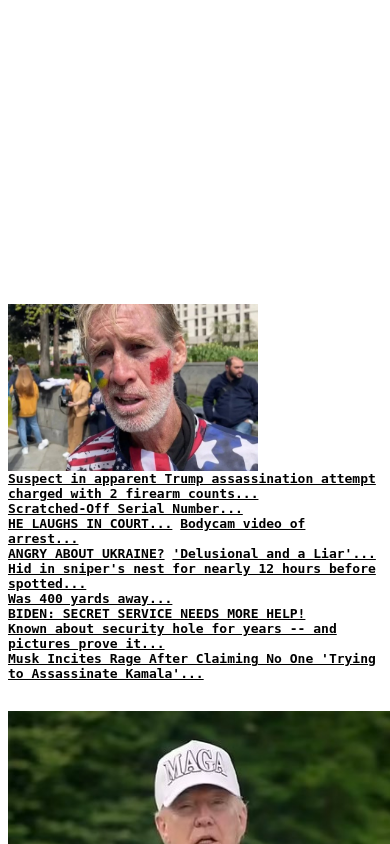 Suspect in apparent Trump assassination attempt
charged with 2 firearm counts...
Scratched-Off Serial Number...
HE LAUGHS IN COURT... Bodycam video of
arrest...
ANGRY ABOUT UKRAINE? 'Delusional and a Liar'...
Hid in sniper's nest for nearly 12 hours before
spotted...
Was 400 yards away...
BIDEN: SECRET SERVICE NEEDS MORE HELP!
Known about security hole for years -- and
pictures prove it...
Musk Incites Rage After Claiming No One 'Trying
to Assassinate Kamala'...
MAGA